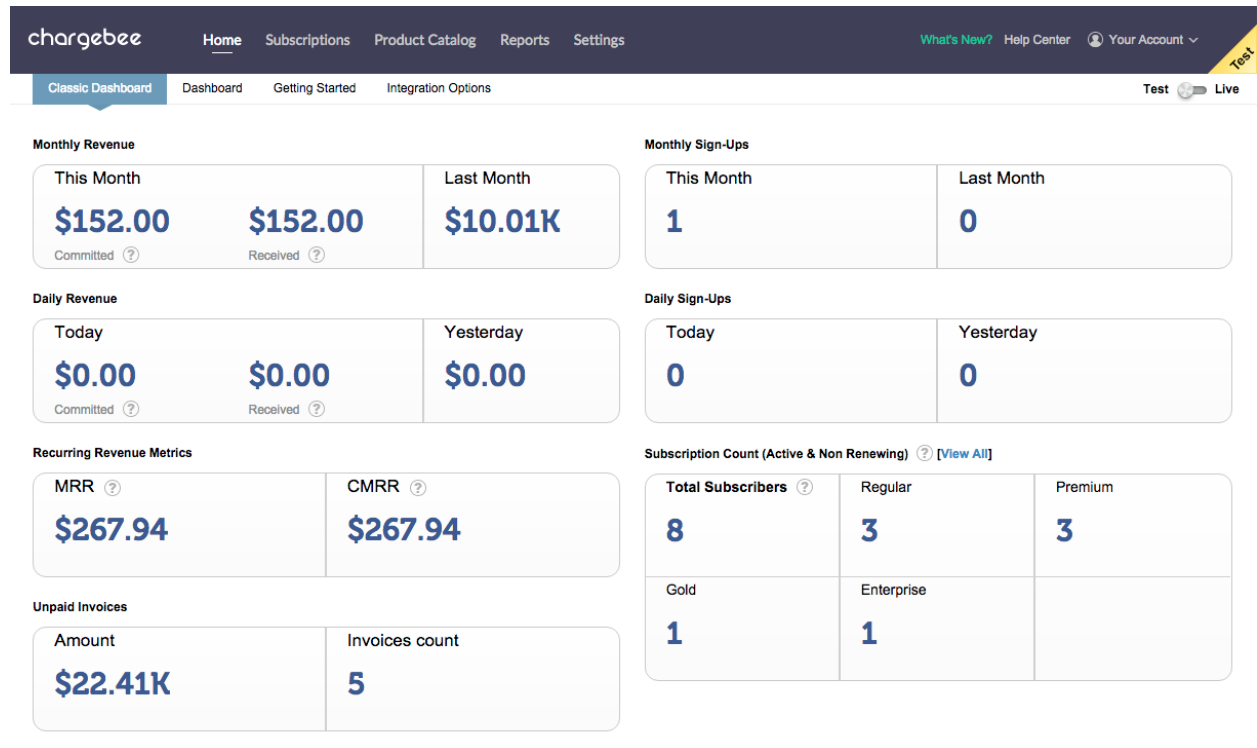 chargebee Home Subscriptions Product Catalog Reports Settings What's New? Help Center Your Account Test
Classic Dashboard Dashboard Getting Started Integration Options Test Live
Monthly Revenue
This Month Last Month
$152.00 $152.00 $10.01K
Committed ? Received ?
Monthly Sign-Ups
This Month Last Month
1 0
Daily Revenue
Today Yesterday
$0.00 $0.00 $0.00
Committed ? Received ?
Daily Sign-Ups
Today Yesterday
0 0
Recurring Revenue Metrics
MRR ? CMRR ?
$267.94 $267.94
Subscription Count (Active & Non Renewing) ? [View All]
Total Subscribers ? Regular Premium
8 3 3
Gold Enterprise
1 1
Unpaid Invoices
Amount Invoices count
$22.41K 5